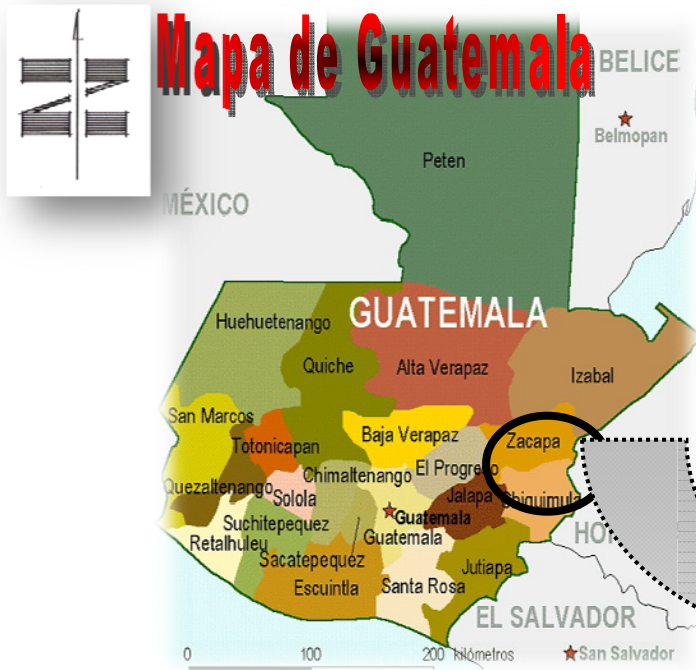 Mapa de Guatemala
BELICE
Belmopan
Peten
MÉXICO
GUATEMALA
Huehuetenango
Quiche
Alta Verapaz
Izabal
San Marcos
Totonicapan
Baja Verapaz
Zacapa
Chimaltenango
El Progreso
Quezaltenango
Solola
Jalapa
Chiquimula
Suchitepequez
Guatemala
Retalhuleu
Guatemala
HO
Sacatepequez
Escuintla
Santa Rosa
Jutiapa
EL SALVADOR
0 100 200 kilómetros
San Salvador